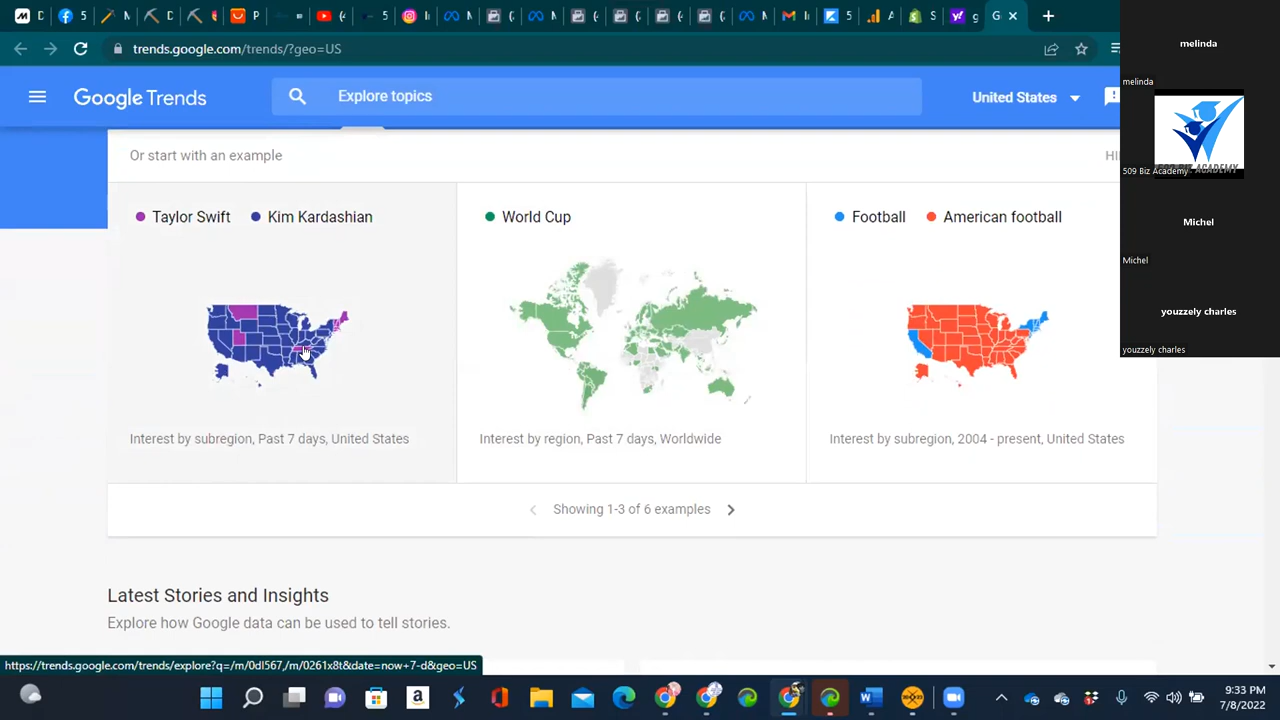 trends.google.com/trends/?geo=US
Google Trends
Explore topics
United States
Or start with an example
Taylor Swift
Kim Kardashian
World Cup
Football
American football
Interest by subregion, Past 7 days, United States
Interest by region, Past 7 days, Worldwide
Interest by subregion, 2004 - present, United States
Showing 1-3 of 6 examples
Latest Stories and Insights
Explore how Google data can be used to tell stories.
https://trends.google.com/trends/explore?q=/m/0dl567,/m/0261x8t&date=now+7-d&geo=US
melinda
melinda
509 Biz Academy
Michel
Michel
youzzely charles
youzzely charles
9:33 PM
7/8/2022